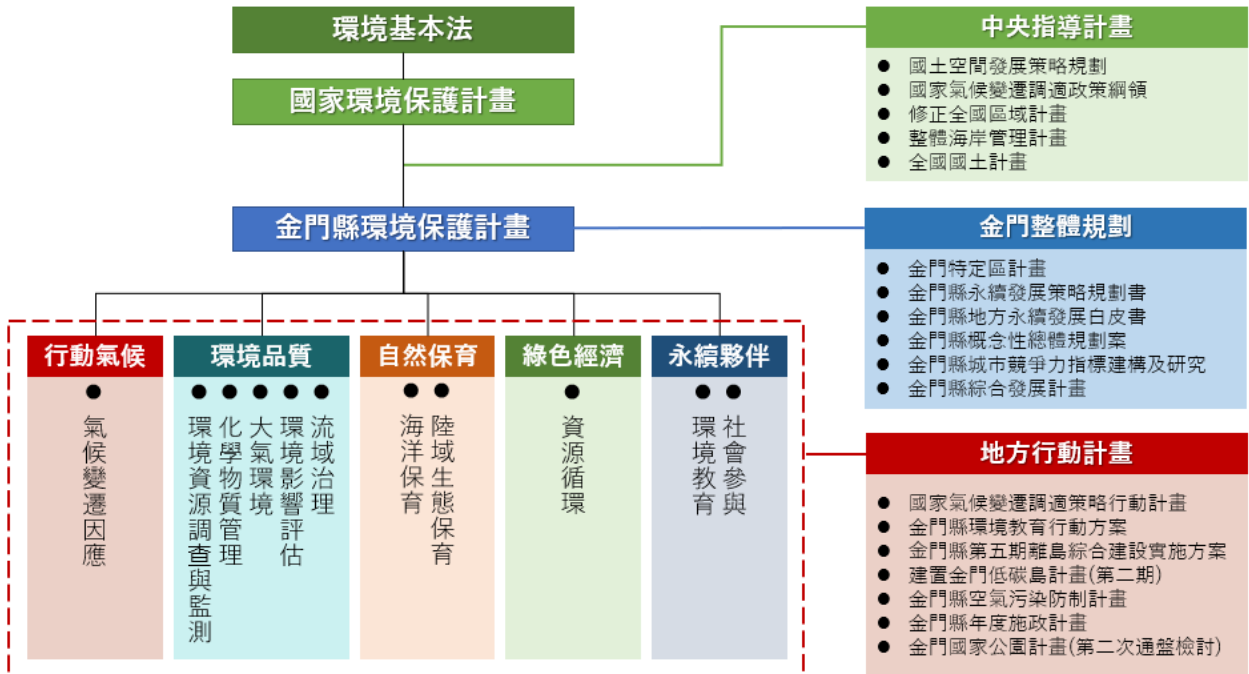 環境基本法
國家環境保護計畫
金門縣環境保護計畫
行動氣候
● 氣候變遷因應
環境品質
● 環境資源調查與監測
● 化學物質管理
● 大氣環境
● 環境影響評估
● 流域治理
自然保育
● 海洋保育
● 陸域生態保育
綠色經濟
● 資源循環
永續夥伴
● 環境教育
● 社會參與
中央指導計畫
● 國土空間發展策略規劃
● 國家氣候變遷調適政策綱領
● 修正全國區域計畫
● 整體海岸管理計畫
● 全國國土計畫
金門整體規劃
● 金門特定區計畫
● 金門縣永續發展策略規劃書
● 金門縣地方永續發展白皮書
● 金門縣概念性總體規劃案
● 金門縣城市競爭力指標建構及研究
● 金門縣綜合發展計畫
地方行動計畫
● 國家氣候變遷調適策略行動計畫
● 金門縣環境教育行動方案
● 金門縣第五期離島綜合建設實施方案
● 建置金門低碳島計畫(第二期)
● 金門縣空氣污染防制計畫
● 金門縣年度施政計畫
● 金門國家公園計畫(第二次通盤檢討)